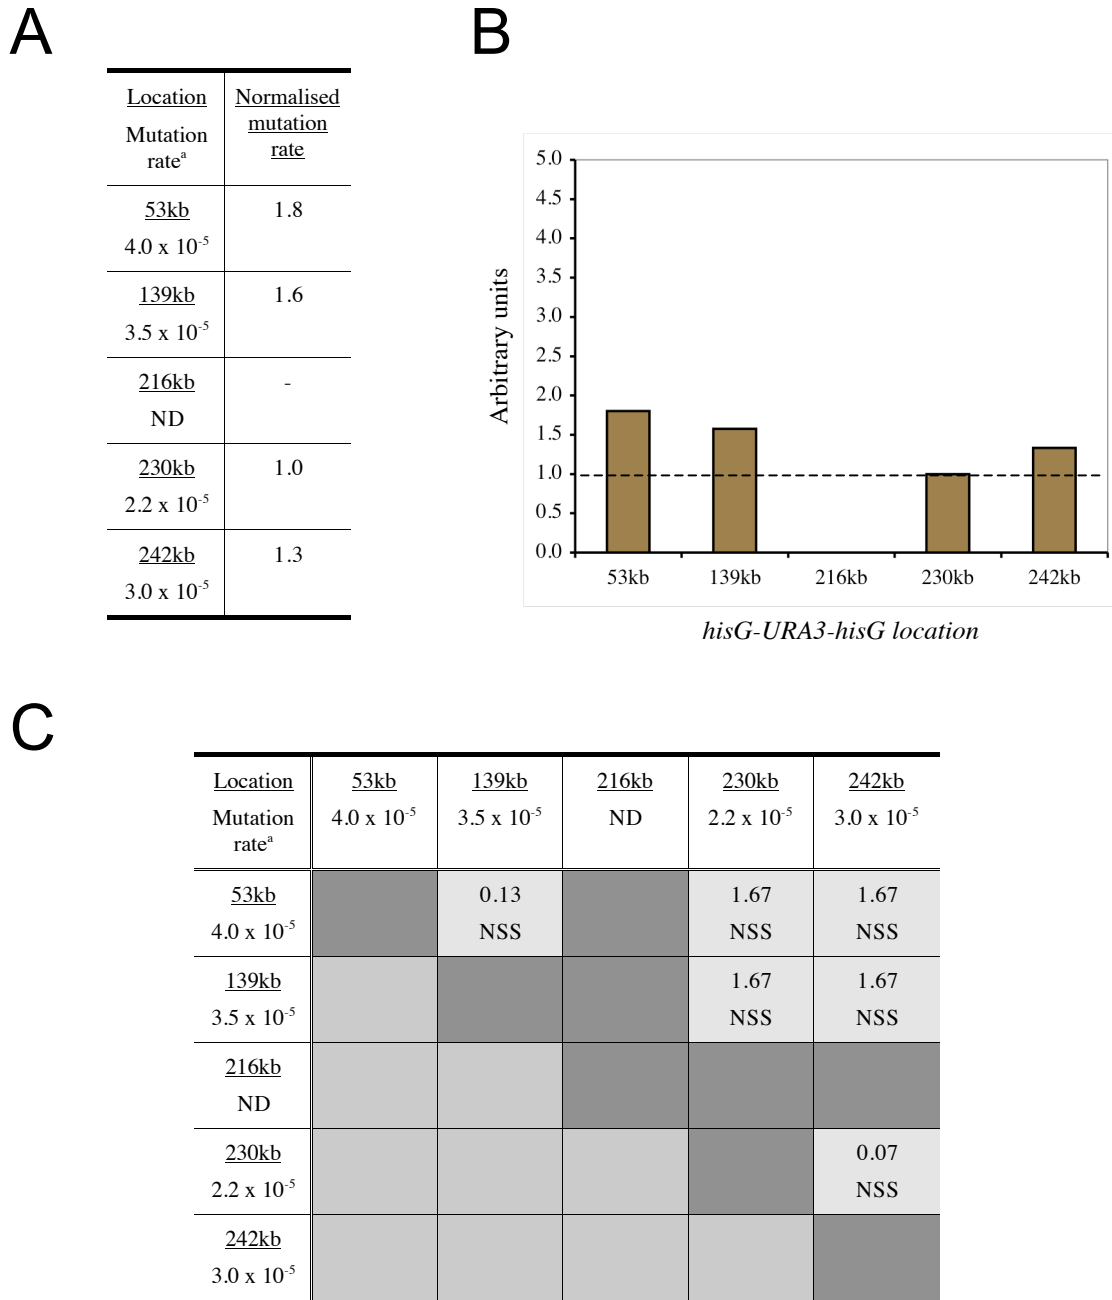 A
Location Normalised
mutation
rate
Mutation
rateᵃ
53kb 1.8
4.0 x 10⁻⁵
139kb 1.6
3.5 x 10⁻⁵
216kb -
ND
230kb 1.0
2.2 x 10⁻⁵
242kb 1.3
3.0 x 10⁻⁵
B
Arbitrary units
5.0
4.5
4.0
3.5
3.0
2.5
2.0
1.5
1.0
0.5
0.0
53kb 139kb 216kb 230kb 242kb
hisG-URA3-hisG location
C
Location 53kb 139kb 216kb 230kb 242kb
Mutation 4.0 x 10⁻⁵ 3.5 x 10⁻⁵ ND 2.2 x 10⁻⁵ 3.0 x 10⁻⁵
rateᵃ
53kb 0.13 1.67 1.67
4.0 x 10⁻⁵ NSS NSS NSS
139kb 1.67 1.67
3.5 x 10⁻⁵ NSS NSS
216kb
ND
230kb 0.07
2.2 x 10⁻⁵ NSS
242kb
3.0 x 10⁻⁵